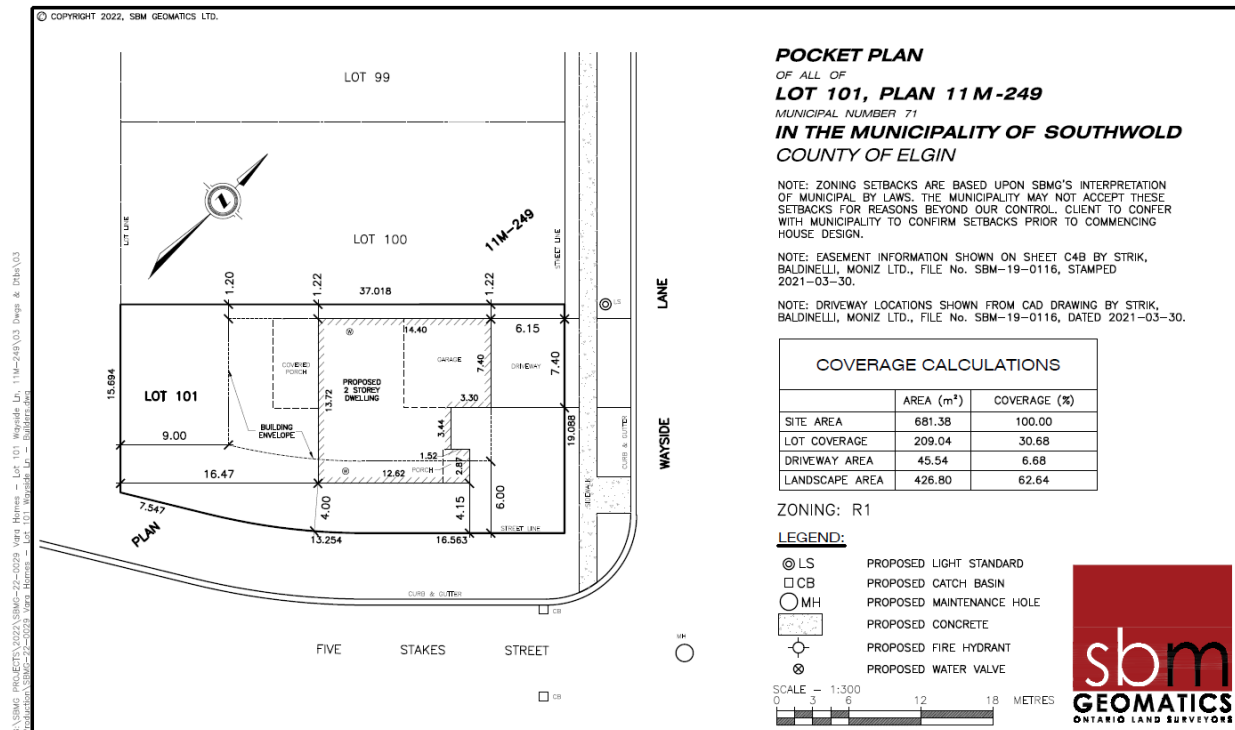 © COPYRIGHT 2022, SBM GEOMATICS LTD.
LOT 99
LOT LINE
LOT 100
11M-249
STREET LINE
1.20
1.22
37.018
1.22
LS
LANE
14.40
6.15
COVERED PORCH
GARAGE
7.40
DRIVEWAY
7.40
15.694
LOT 101
PROPOSED
2 STOREY
DWELLING
13.72
3.30
9.00
BUILDING
ENVELOPE
3.44
19.088
CURB & GUTTER
WAYSIDE
1.52
16.47
12.62
PORCH
2.87
SIDEWALK
7.547
4.00
4.15
6.00
PLAN
STREET LINE
13.254
16.563
CURB & GUTTER
CB
FIVE STAKES STREET
MH
CB
POCKET PLAN
OF ALL OF
LOT 101, PLAN 11M-249
MUNICIPAL NUMBER 71
IN THE MUNICIPALITY OF SOUTHWOLD
COUNTY OF ELGIN
NOTE: ZONING SETBACKS ARE BASED UPON SBMG'S INTERPRETATION
OF MUNICIPAL BY LAWS. THE MUNICIPALITY MAY NOT ACCEPT THESE
SETBACKS FOR REASONS BEYOND OUR CONTROL. CLIENT TO CONFER
WITH MUNICIPALITY TO CONFIRM SETBACKS PRIOR TO COMMENCING
HOUSE DESIGN.
NOTE: EASEMENT INFORMATION SHOWN ON SHEET C4B BY STRIK,
BALDINELLI, MONIZ LTD., FILE No. SBM-19-0116, STAMPED
2021-03-30.
NOTE: DRIVEWAY LOCATIONS SHOWN FROM CAD DRAWING BY STRIK,
BALDINELLI, MONIZ LTD., FILE No. SBM-19-0116, DATED 2021-03-30.
COVERAGE CALCULATIONS
AREA (m²) COVERAGE (%)
SITE AREA 681.38 100.00
LOT COVERAGE 209.04 30.68
DRIVEWAY AREA 45.54 6.68
LANDSCAPE AREA 426.80 62.64
ZONING: R1
LEGEND:
LS PROPOSED LIGHT STANDARD
CB PROPOSED CATCH BASIN
MH PROPOSED MAINTENANCE HOLE
PROPOSED CONCRETE
PROPOSED FIRE HYDRANT
PROPOSED WATER VALVE
SCALE - 1:300
0 3 6 12 18 METRES
sbm
GEOMATICS
ONTARIO LAND SURVEYORS